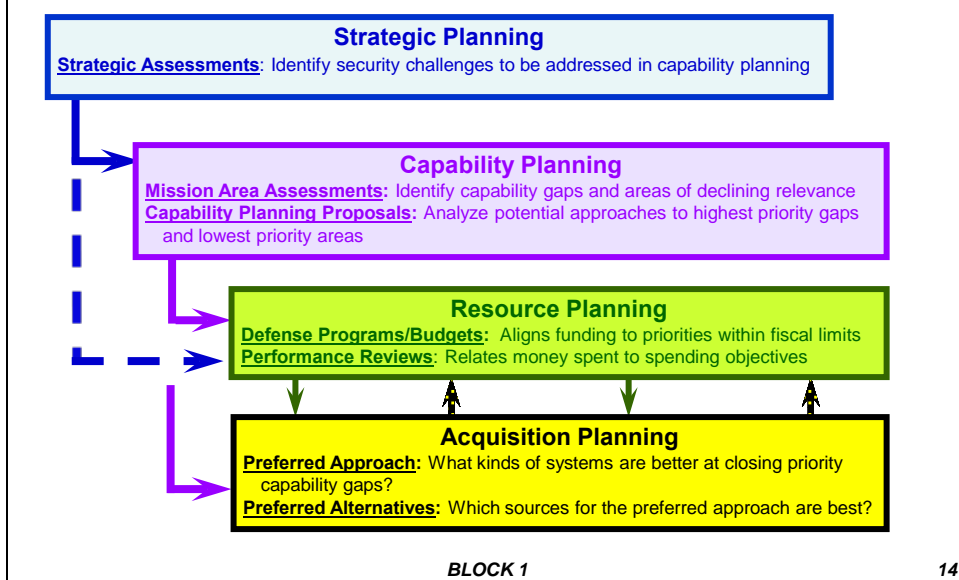 Strategic Planning
Strategic Assessments: Identify security challenges to be addressed in capability planning
Capability Planning
Mission Area Assessments: Identify capability gaps and areas of declining relevance
Capability Planning Proposals: Analyze potential approaches to highest priority gaps
and lowest priority areas
Resource Planning
Defense Programs/Budgets: Aligns funding to priorities within fiscal limits
Performance Reviews: Relates money spent to spending objectives
Acquisition Planning
Preferred Approach: What kinds of systems are better at closing priority
capability gaps?
Preferred Alternatives: Which sources for the preferred approach are best?
BLOCK 1
14